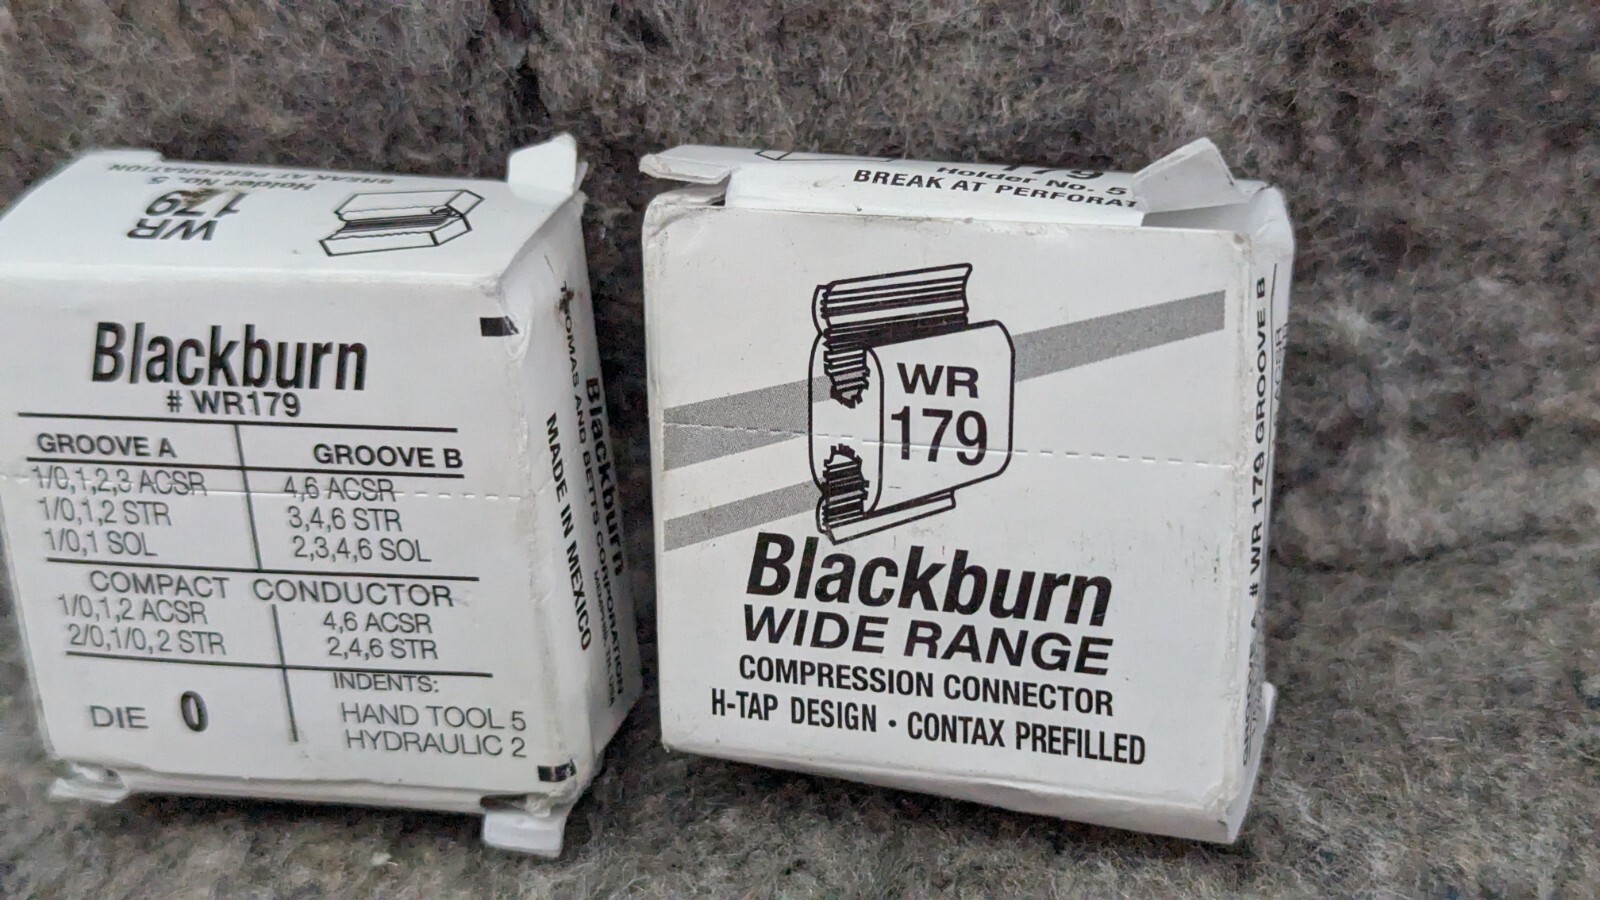 WR
179
Holder No. 5
BREAK AT PERFORATION
Blackburn
# WR179
GROOVE A GROOVE B
1/0,1,2,3 ACSR 4,6 ACSR
1/0,1,2 STR 3,4,6 STR
1/0,1 SOL 2,3,4,6 SOL
COMPACT CONDUCTOR
1/0,1,2 ACSR 4,6 ACSR
2/0,1/0,2 STR 2,4,6 STR
DIE 0
INDENTS:
HAND TOOL 5
HYDRAULIC 2
Blackburn
THOMAS AND BETTS CORPORATION
MADE IN MEXICO
179
Holder No. 5
BREAK AT PERFORAT
WR
179
Blackburn
WIDE RANGE
COMPRESSION CONNECTOR
H-TAP DESIGN • CONTAX PREFILLED
# WR 179 GROOVE B